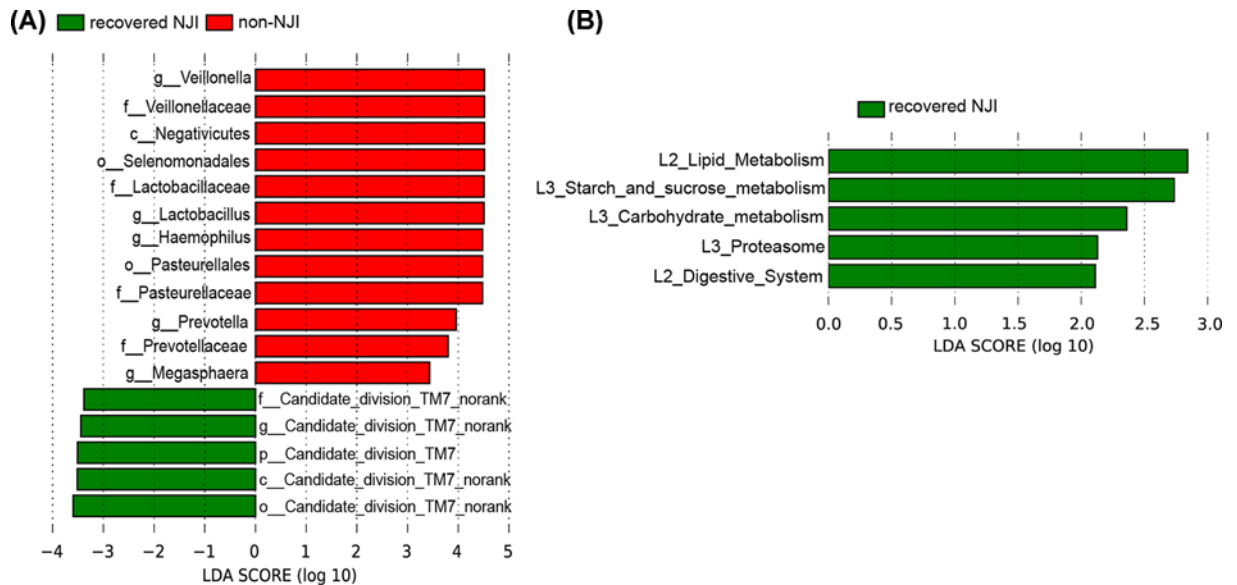 (A) recovered NJI non-NJI
g__Veillonella
f__Veillonellaceae
c__Negativicutes
o__Selenomonadales
f__Lactobacillaceae
g__Lactobacillus
g__Haemophilus
o__Pasteurellales
f__Pasteurellaceae
g__Prevotella
f__Prevotellaceae
g__Megasphaera
f__Candidate_division_TM7_norank
g__Candidate_division_TM7_norank
p__Candidate_division_TM7
c__Candidate_division_TM7_norank
o__Candidate_division_TM7_norank
−4 −3 −2 −1 0 1 2 3 4 5
LDA SCORE (log 10)
(B)
recovered NJI
L2_Lipid_Metabolism
L3_Starch_and_sucrose_metabolism
L3_Carbohydrate_metabolism
L3_Proteasome
L2_Digestive_System
0.0 0.5 1.0 1.5 2.0 2.5 3.0
LDA SCORE (log 10)